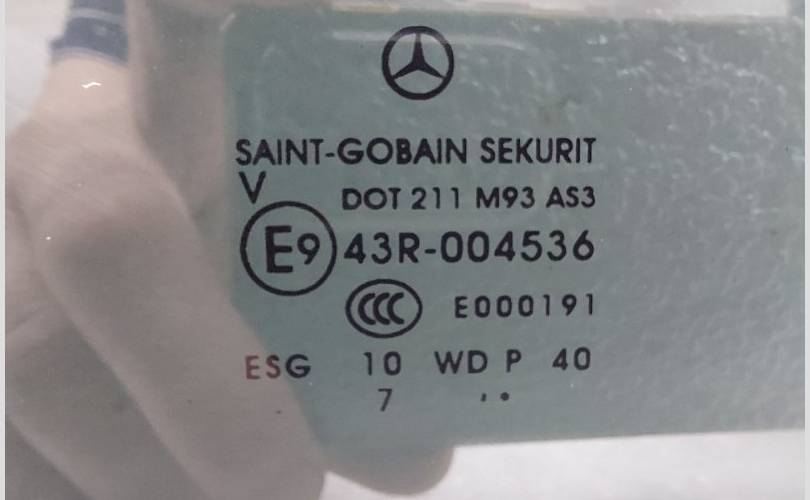 SAINT-GOBAIN SEKURIT
V DOT 211 M93 AS3
E9 43R-004536
CCC E000191
ESG 10 WD P 40
7 ..